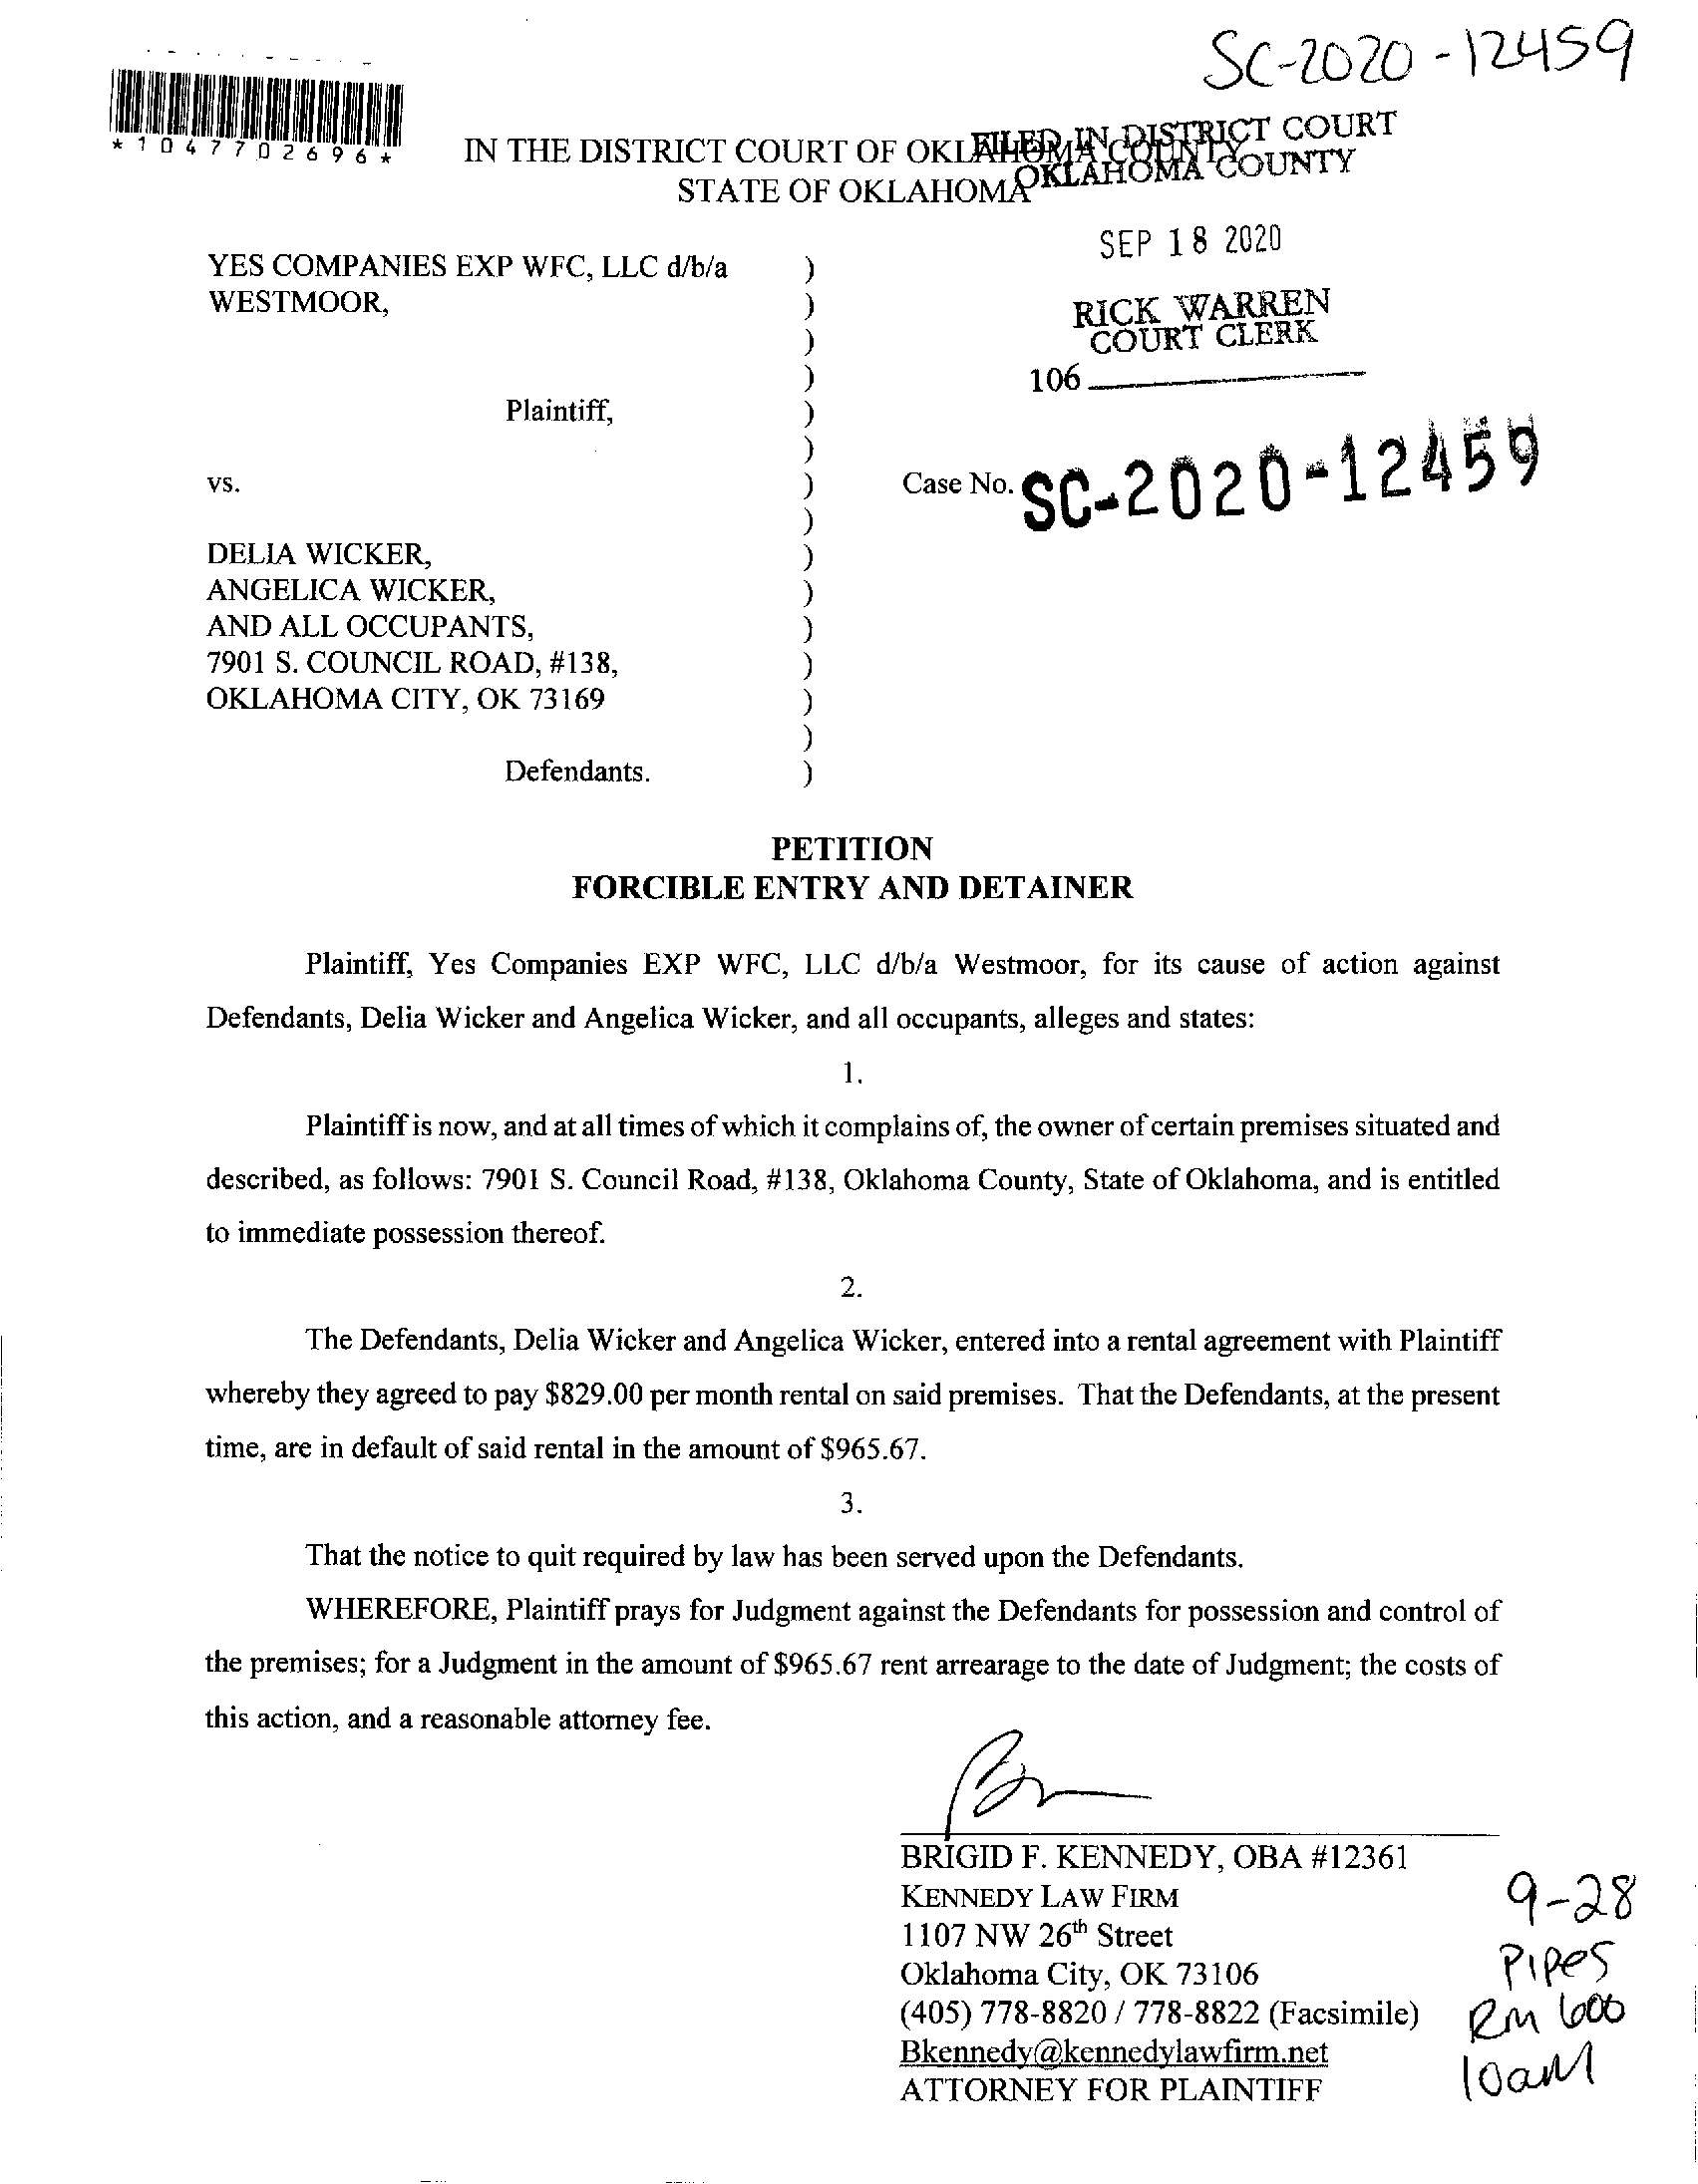 SC-2020-12459
*1047702696*
IN THE DISTRICT COURT OF OKLAHOMA COUNTY
STATE OF OKLAHOMA
FILED IN DISTRICT COURT
OKLAHOMA COUNTY
SEP 18 2020
RICK WARREN
COURT CLERK
106
YES COMPANIES EXP WFC, LLC d/b/a )
WESTMOOR, )
)
)
Plaintiff, )
)
vs. ) Case No. SC-2020-12459
)
DELIA WICKER, )
ANGELICA WICKER, )
AND ALL OCCUPANTS, )
7901 S. COUNCIL ROAD, #138, )
OKLAHOMA CITY, OK 73169 )
)
Defendants. )
PETITION
FORCIBLE ENTRY AND DETAINER
Plaintiff, Yes Companies EXP WFC, LLC d/b/a Westmoor, for its cause of action against
Defendants, Delia Wicker and Angelica Wicker, and all occupants, alleges and states:
1.
Plaintiff is now, and at all times of which it complains of, the owner of certain premises situated and
described, as follows: 7901 S. Council Road, #138, Oklahoma County, State of Oklahoma, and is entitled
to immediate possession thereof.
2.
The Defendants, Delia Wicker and Angelica Wicker, entered into a rental agreement with Plaintiff
whereby they agreed to pay $829.00 per month rental on said premises. That the Defendants, at the present
time, are in default of said rental in the amount of $965.67.
3.
That the notice to quit required by law has been served upon the Defendants.
WHEREFORE, Plaintiff prays for Judgment against the Defendants for possession and control of
the premises; for a Judgment in the amount of $965.67 rent arrearage to the date of Judgment; the costs of
this action, and a reasonable attorney fee.
BRIGID F. KENNEDY, OBA #12361
KENNEDY LAW FIRM
1107 NW 26th Street
Oklahoma City, OK 73106
(405) 778-8820 / 778-8822 (Facsimile)
Bkennedy@kennedylawfirm.net
ATTORNEY FOR PLAINTIFF
9-28
Pipes
Rm 600
10am